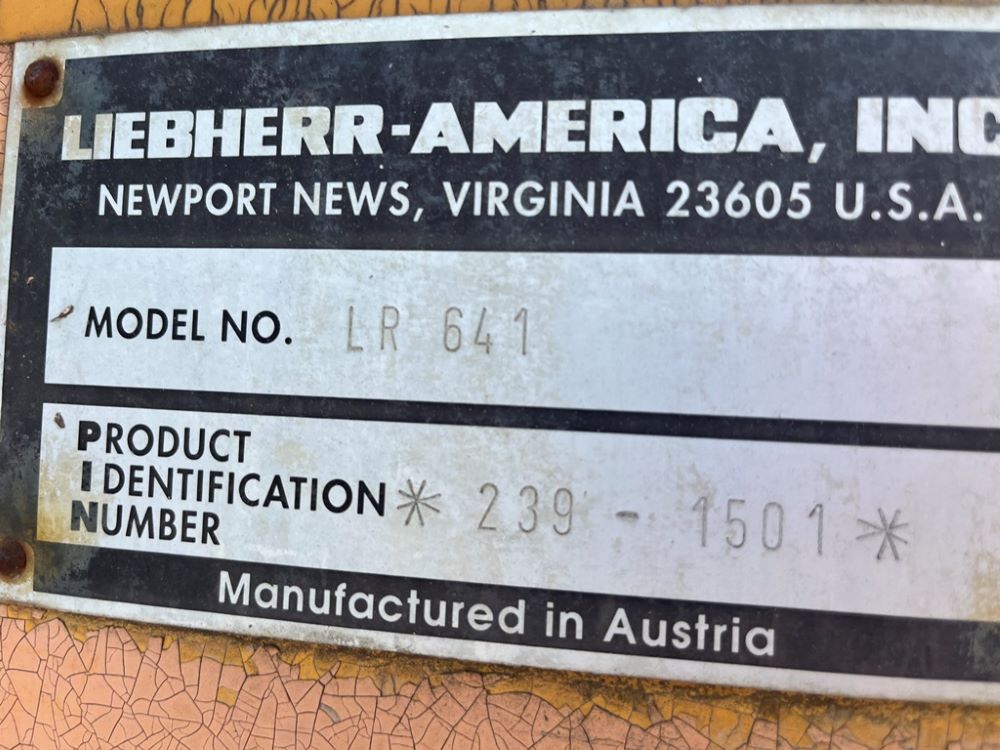 LIEBHERR-AMERICA, INC
NEWPORT NEWS, VIRGINIA 23605 U.S.A.
MODEL NO. LR 641
PRODUCT
IDENTIFICATION * 239 - 1501 *
NUMBER
Manufactured in Austria